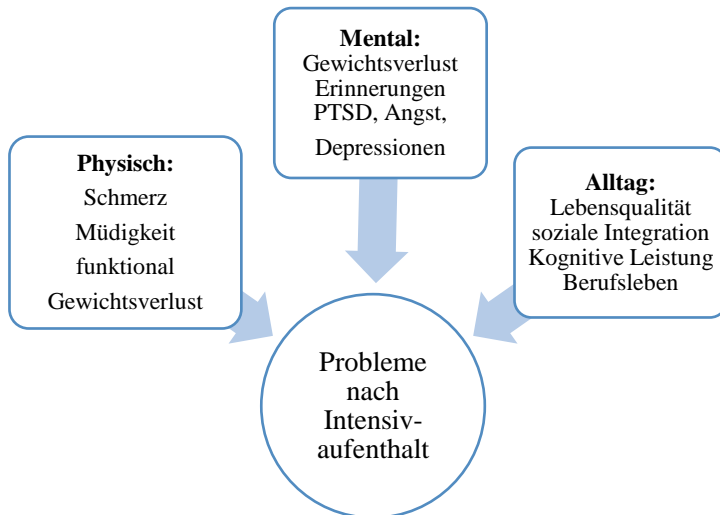 Mental:
Gewichtsverlust
Erinnerungen
PTSD, Angst,
Depressionen
Physisch:
Schmerz
Müdigkeit
funktional
Gewichtsverlust
Alltag:
Lebensqualität
soziale Integration
Kognitive Leistung
Berufsleben
Probleme
nach
Intensiv-
aufenthalt